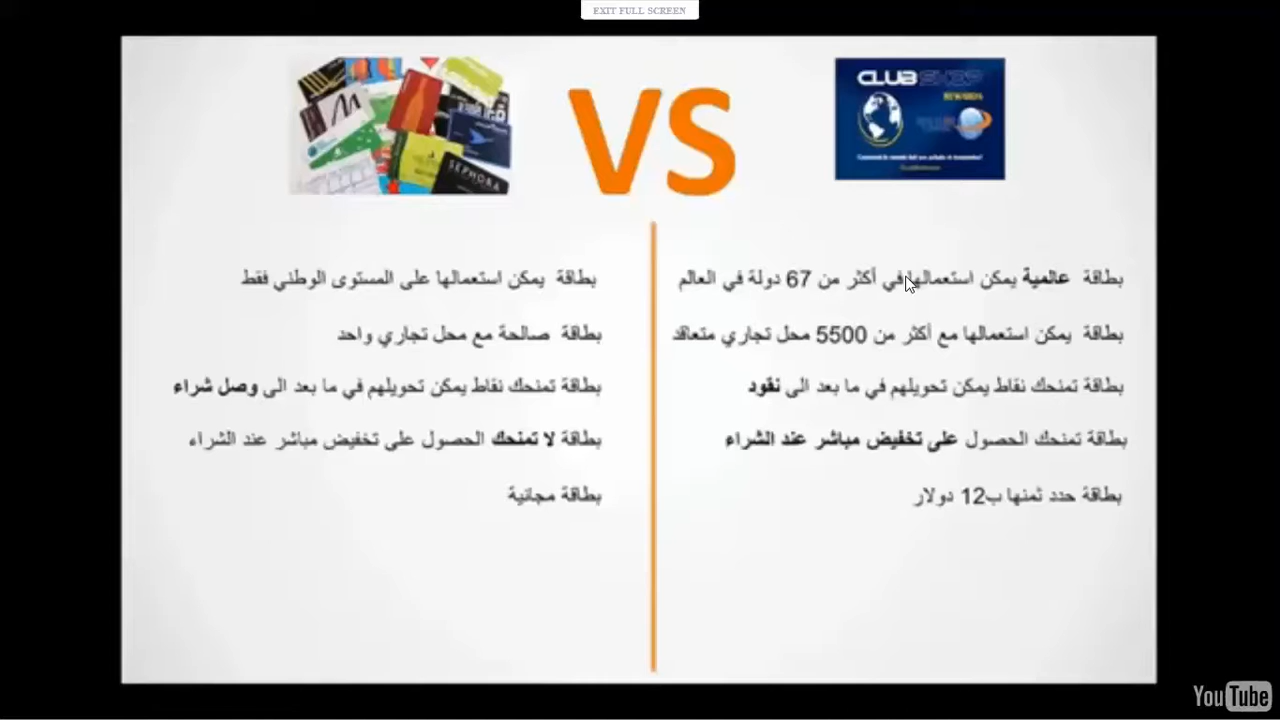 EXIT FULL SCREEN
VS
CLUB SHOP
REWARDS
SEPHORA
بطاقة عالمية يمكن استعمالها في أكثر من 67 دولة في العالم
بطاقة يمكن استعمالها مع أكثر من 5500 محل تجاري متعاقد
بطاقة تمنحك نقاط يمكن تحويلهم في ما بعد الى نقود
بطاقة تمنحك الحصول على تخفيض مباشر عند الشراء
بطاقة حدد ثمنها ب12 دولار
بطاقة يمكن استعمالها على المستوى الوطني فقط
بطاقة صالحة مع محل تجاري واحد
بطاقة تمنحك نقاط يمكن تحويلهم في ما بعد الى وصل شراء
بطاقة لا تمنحك الحصول على تخفيض مباشر عند الشراء
بطاقة مجانية
YouTube